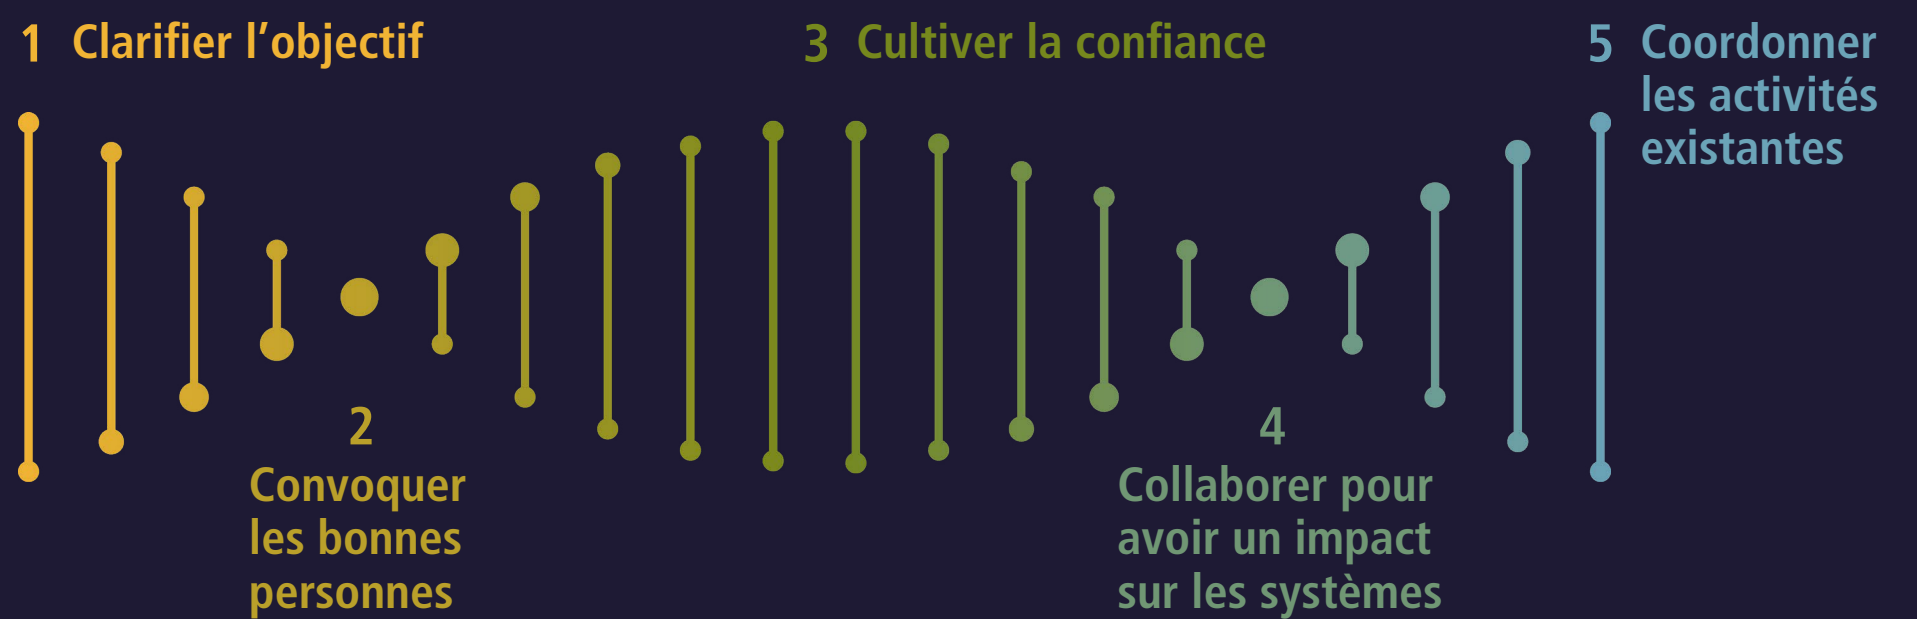 1 Clarifier l’objectif
2
Convoquer
les bonnes
personnes
3 Cultiver la confiance
4
Collaborer pour
avoir un impact
sur les systèmes
5 Coordonner
les activités
existantes